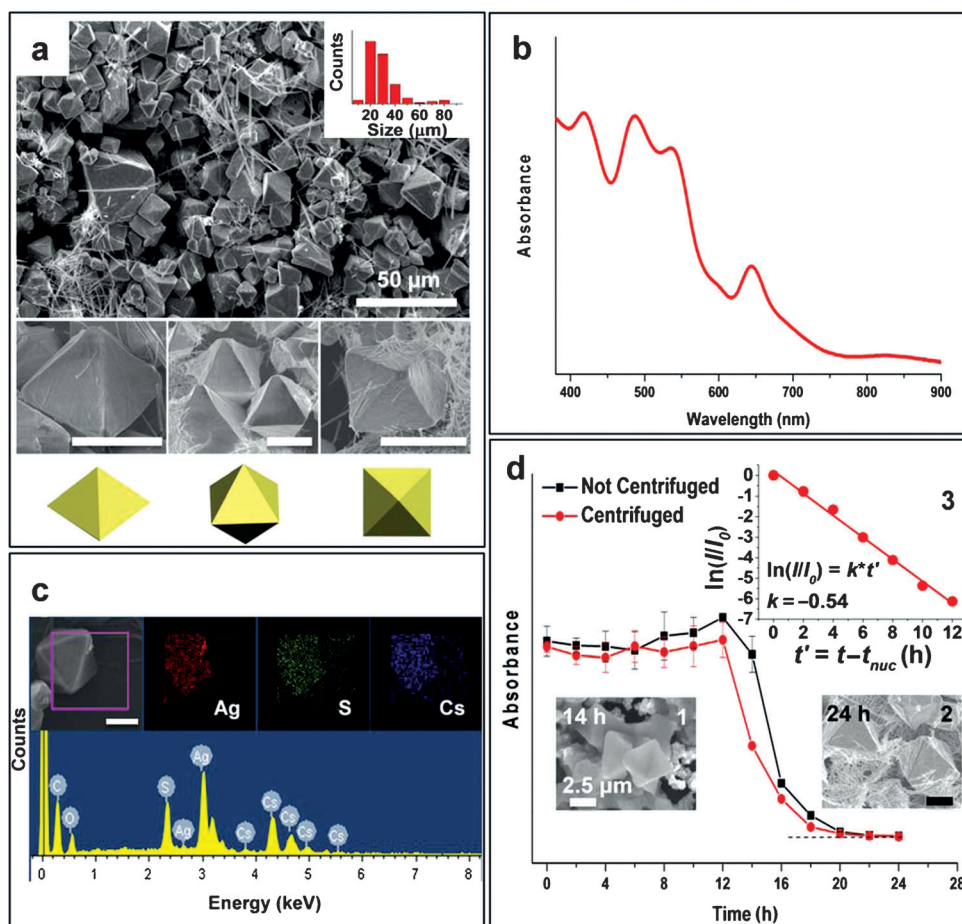 a
Counts
20 40 60 80
Size (μm)
50 μm
b
Absorbance
400 500 600 700 800 900
Wavelength (nm)
c
Ag
S
Cs
Counts
C
O
S
Ag
Ag
Cs
Cs
Cs
Cs
Cs
0 1 2 3 4 5 6 7 8
Energy (keV)
d
Not Centrifuged
Centrifuged
3
0
-1
-2
-3
-4
-5
-6
-7
ln(I/I₀)
ln(I/I₀) = k*t'
k = –0.54
0 2 4 6 8 10 12
t' = t–tₙᵤ꜀ (h)
Absorbance
14 h 1
2.5 μm
24 h 2
0 4 8 12 16 20 24 28
Time (h)